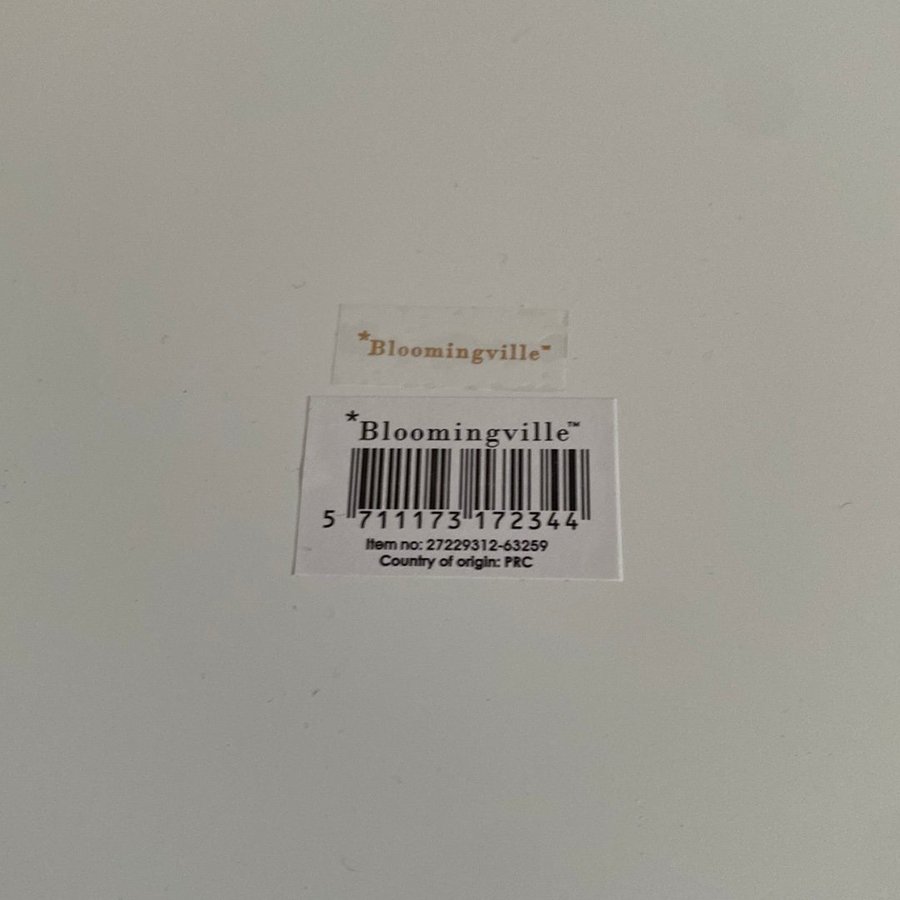 *Bloomingville™
*Bloomingville™
5 711173 172344
Item no: 27229312-63259
Country of origin: PRC